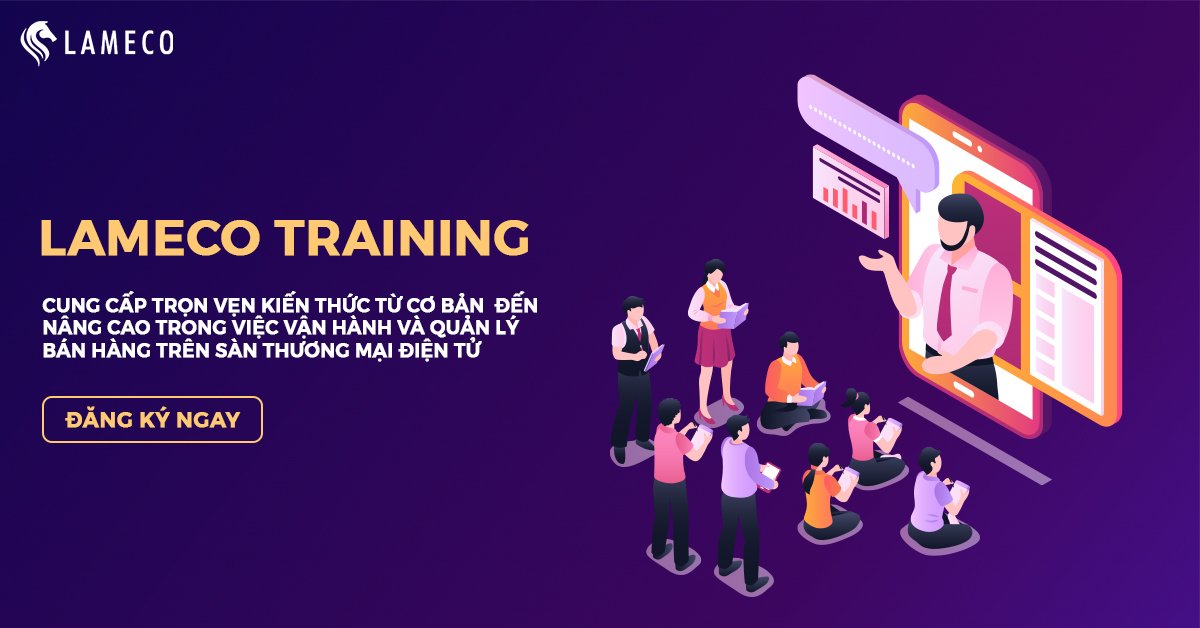 LAMECO
LAMECO TRAINING
CUNG CẤP TRỌN VẸN KIẾN THỨC TỪ CƠ BẢN ĐẾN
NÂNG CAO TRONG VIỆC VẬN HÀNH VÀ QUẢN LÝ
BÁN HÀNG TRÊN SÀN THƯƠNG MẠI ĐIỆN TỬ
ĐĂNG KÝ NGAY